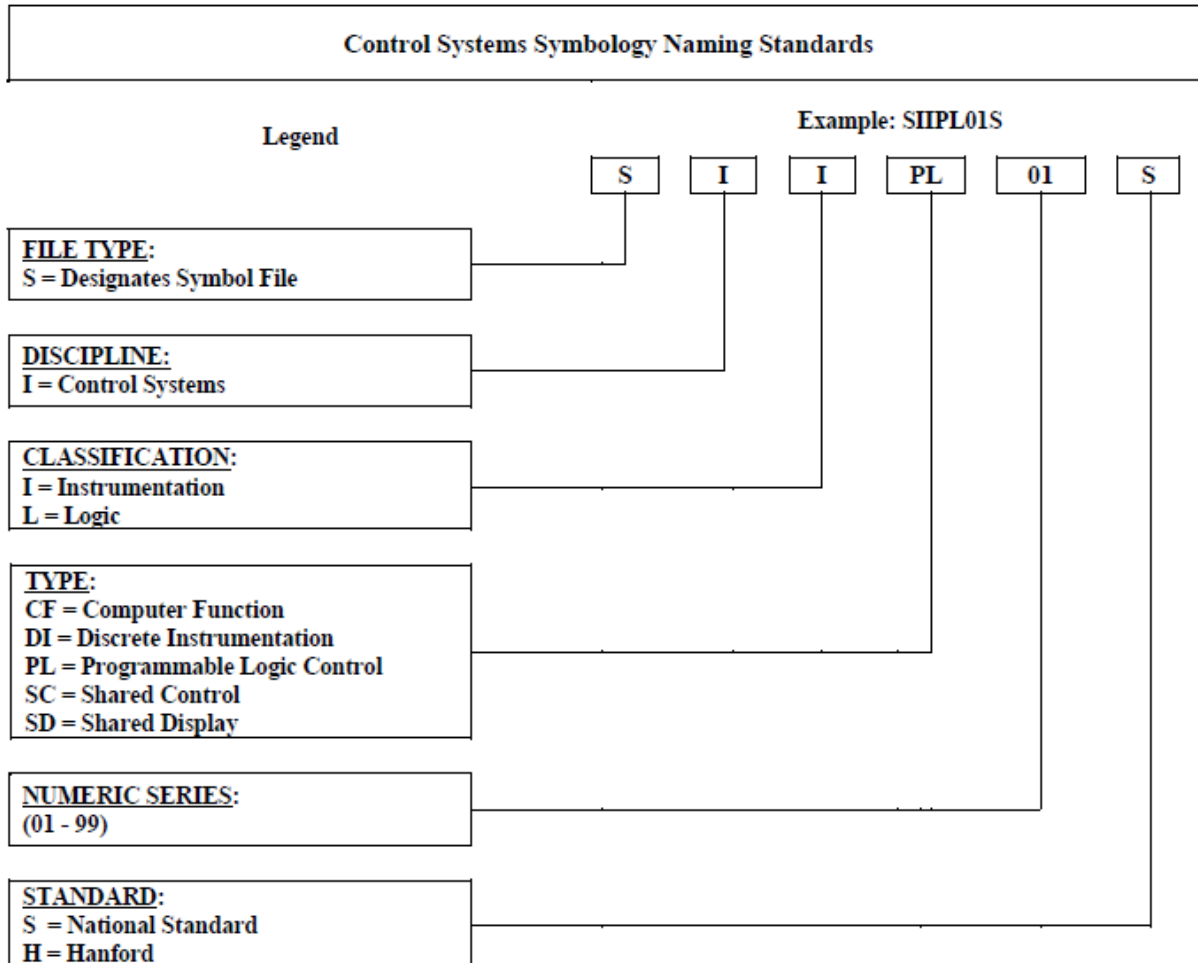 Control Systems Symbology Naming Standards
Legend
Example: SIIPL01S
S I I PL 01 S
FILE TYPE:
S = Designates Symbol File
DISCIPLINE:
I = Control Systems
CLASSIFICATION:
I = Instrumentation
L = Logic
TYPE:
CF = Computer Function
DI = Discrete Instrumentation
PL = Programmable Logic Control
SC = Shared Control
SD = Shared Display
NUMERIC SERIES:
(01 - 99)
STANDARD:
S = National Standard
H = Hanford